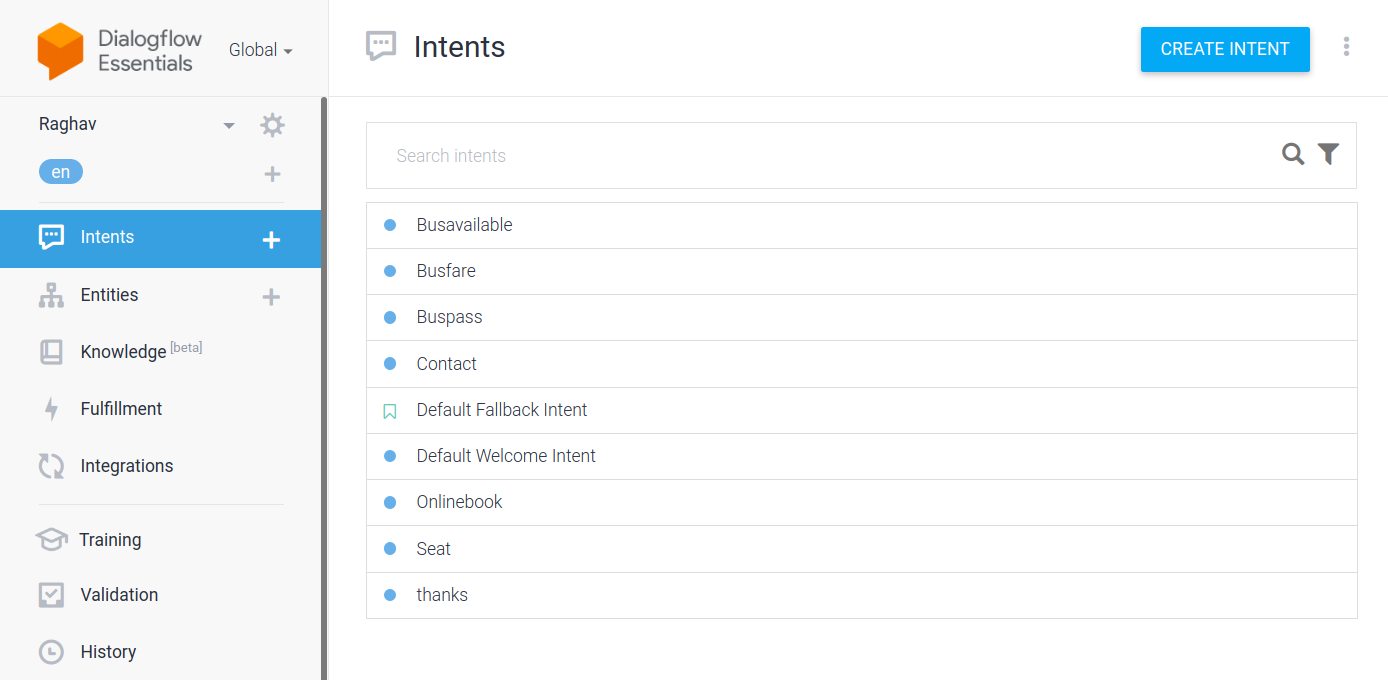 Dialogflow
Essentials
Global
Intents
CREATE INTENT
Raghav
en
Intents
Entities
Knowledge [beta]
Fulfillment
Integrations
Training
Validation
History
Search intents
Busavailable
Busfare
Buspass
Contact
Default Fallback Intent
Default Welcome Intent
Onlinebook
Seat
thanks